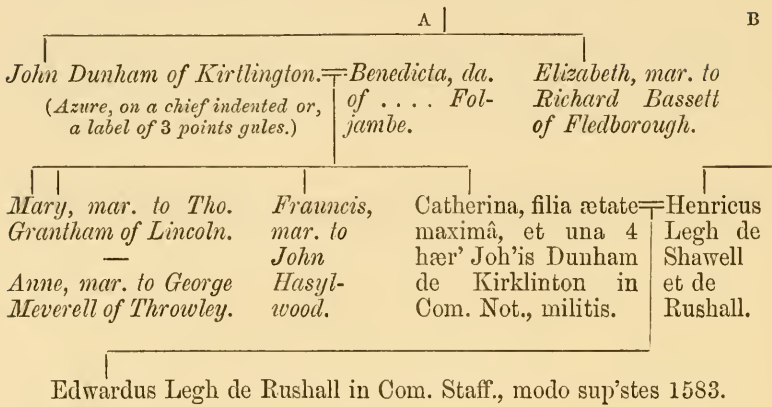 A B
John Dunham of Kirtlington.
(Azure, on a chief indented or,
a label of 3 points gules.)
Benedicta, da.
of .... Fol-
jambe.
Elizabeth, mar. to
Richard Bassett
of Fledborough.
Mary, mar. to Tho.
Grantham of Lincoln.
—
Anne, mar. to George
Meverell of Throwley.
Frauncis,
mar. to
John
Hasyl-
wood.
Catherina, filia ætate
maximâ, et una 4
hær' Joh'is Dunham
de Kirklinton in
Com. Not., militis.
Henricus
Legh de
Shawell
et de
Rushall.
Edwardus Legh de Rushall in Com. Staff., modo sup'stes 1583.